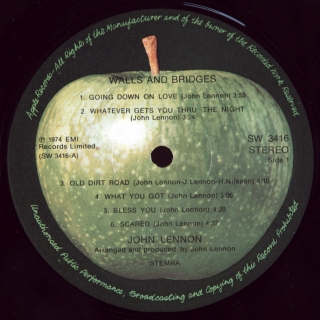 Apple Records. All Rights of the Manufacturer and of the Owner of the Recorded Work Reserved
WALLS AND BRIDGES
1. GOING DOWN ON LOVE (John Lennon) 3:53
2. WHATEVER GETS YOU THRU THE NIGHT
(John Lennon) 3:24
℗ 1974 EMI
Records Limited
(SW 3416-A)
SW 3416
STEREO
Side 1
3. OLD DIRT ROAD (John Lennon-J.Lennon-H.Nilsson) 4:10
4. WHAT YOU GOT (John Lennon) 3:06
5. BLESS YOU (John Lennon) 4:39
6. SCARED (John Lennon) 4:37
JOHN LENNON
Arranged and produced by John Lennon
STEMRA
Unauthorized Public Performance, Broadcasting and Copying of this Record Prohibited